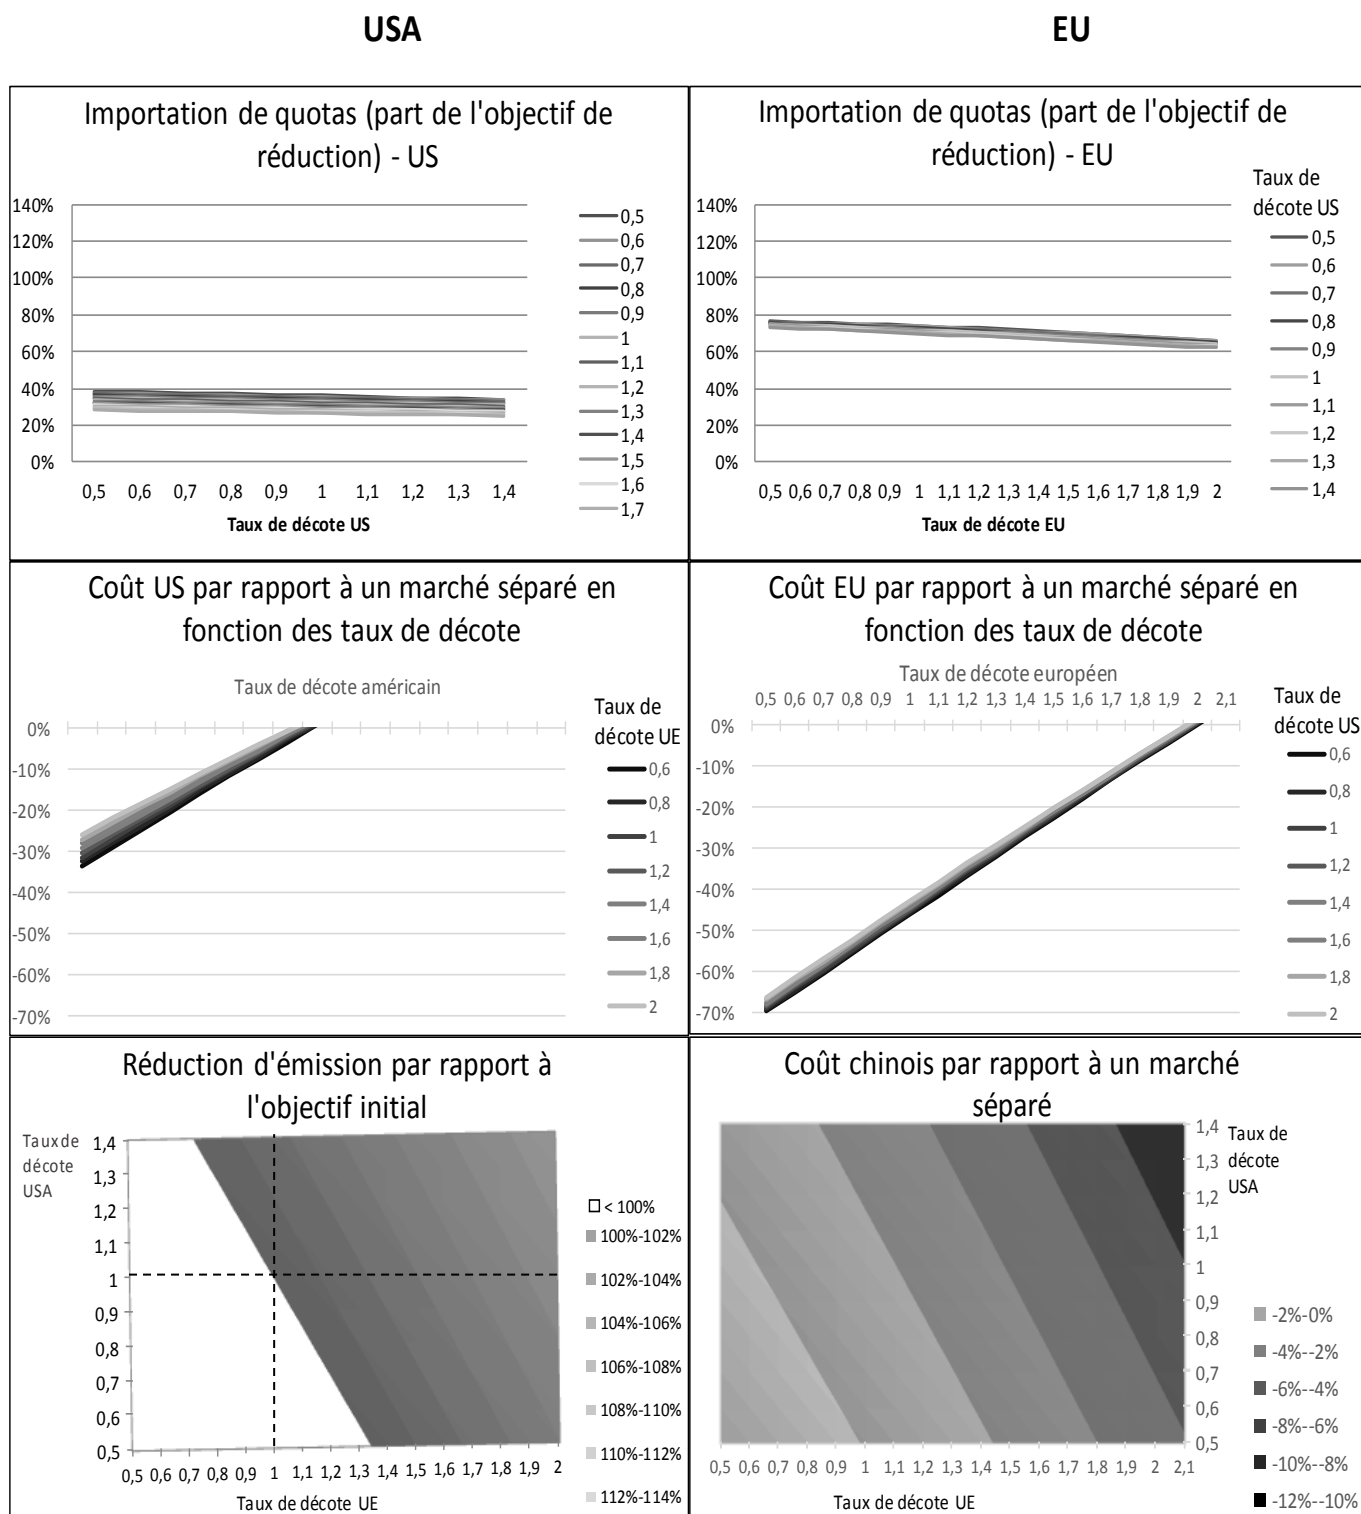 USA
EU
Importation de quotas (part de l'objectif de
réduction) - US
140%
120%
100%
80%
60%
40%
20%
0%
0,5 0,6 0,7 0,8 0,9 1 1,1 1,2 1,3 1,4
Taux de décote US
0,5
0,6
0,7
0,8
0,9
1
1,1
1,2
1,3
1,4
1,5
1,6
1,7
Importation de quotas (part de l'objectif de
réduction) - EU
Taux de
décote US
140%
120%
100%
80%
60%
40%
20%
0%
0,5 0,6 0,7 0,8 0,9 1 1,1 1,2 1,3 1,4 1,5 1,6 1,7 1,8 1,9 2
Taux de décote EU
0,5
0,6
0,7
0,8
0,9
1
1,1
1,2
1,3
1,4
Coût US par rapport à un marché séparé en
fonction des taux de décote
Taux de décote américain
0%
-10%
-20%
-30%
-40%
-50%
-60%
-70%
Taux de
décote UE
0,6
0,8
1
1,2
1,4
1,6
1,8
2
Coût EU par rapport à un marché séparé en
fonction des taux de décote
Taux de décote européen
0,5 0,6 0,7 0,8 0,9 1 1,1 1,2 1,3 1,4 1,5 1,6 1,7 1,8 1,9 2 2,1
0%
-10%
-20%
-30%
-40%
-50%
-60%
-70%
Taux de
décote US
0,6
0,8
1
1,2
1,4
1,6
1,8
2
Réduction d'émission par rapport à
l'objectif initial
Taux de
décote
USA
1,4
1,3
1,2
1,1
1
0,9
0,8
0,7
0,6
0,5
0,5 0,6 0,7 0,8 0,9 1 1,1 1,2 1,3 1,4 1,5 1,6 1,7 1,8 1,9 2
Taux de décote UE
< 100%
100%-102%
102%-104%
104%-106%
106%-108%
108%-110%
110%-112%
112%-114%
Coût chinois par rapport à un marché
séparé
1,4
1,3
1,2
1,1
1
0,9
0,8
0,7
0,6
0,5
Taux de
décote
USA
0,5 0,6 0,7 0,8 0,9 1 1,1 1,2 1,3 1,4 1,5 1,6 1,7 1,8 1,9 2 2,1
Taux de décote UE
-2%-0%
-4%--2%
-6%--4%
-8%--6%
-10%--8%
-12%--10%